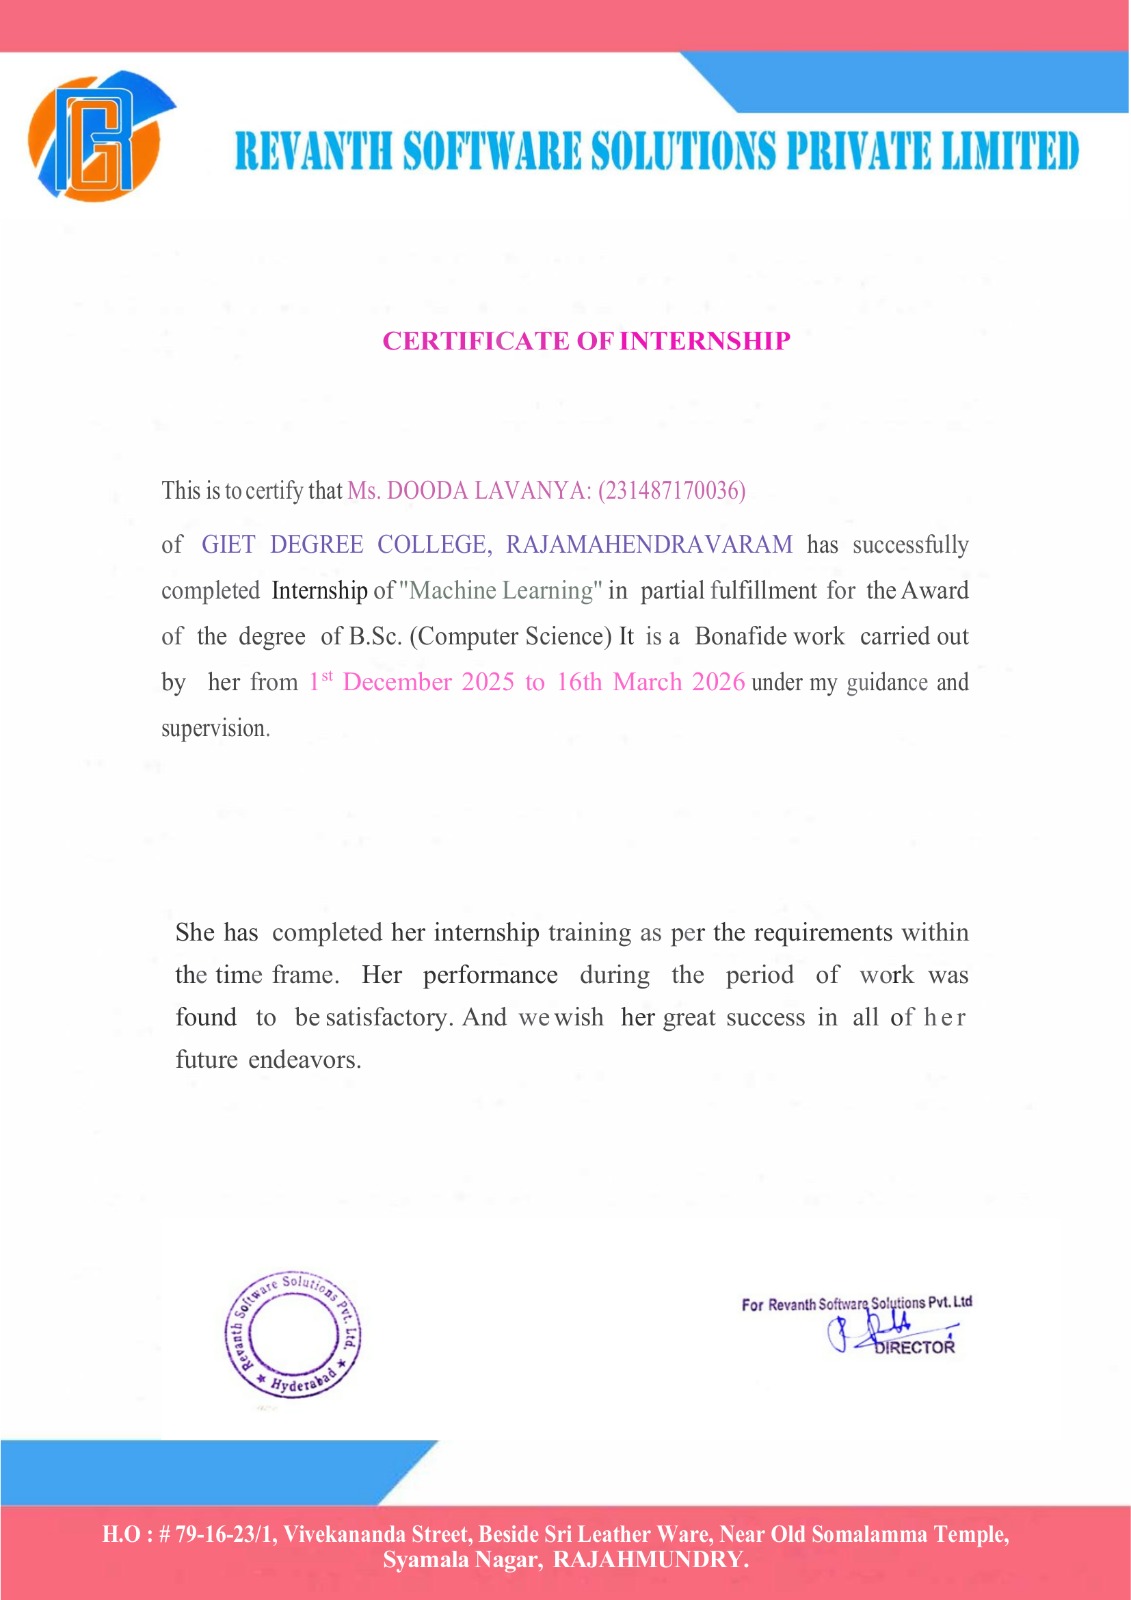 REVANTH SOFTWARE SOLUTIONS PRIVATE LIMITED
CERTIFICATE OF INTERNSHIP
This is to certify that Ms. DOODA LAVANYA: (231487170036)
of GIET DEGREE COLLEGE, RAJAMAHENDRAVARAM has successfully
completed Internship of "Machine Learning" in partial fulfillment for the Award
of the degree of B.Sc. (Computer Science) It is a Bonafide work carried out
by her from 1st December 2025 to 16th March 2026 under my guidance and
supervision.
She has completed her internship training as per the requirements within
the time frame. Her performance during the period of work was
found to be satisfactory. And we wish her great success in all of her
future endeavors.
Revanth Software Solutions Pvt. Ltd.
★ Hyderabad ★
For Revanth Software Solutions Pvt. Ltd
DIRECTOR
H.O : # 79-16-23/1, Vivekananda Street, Beside Sri Leather Ware, Near Old Somalamma Temple,
Syamala Nagar, RAJAHMUNDRY.